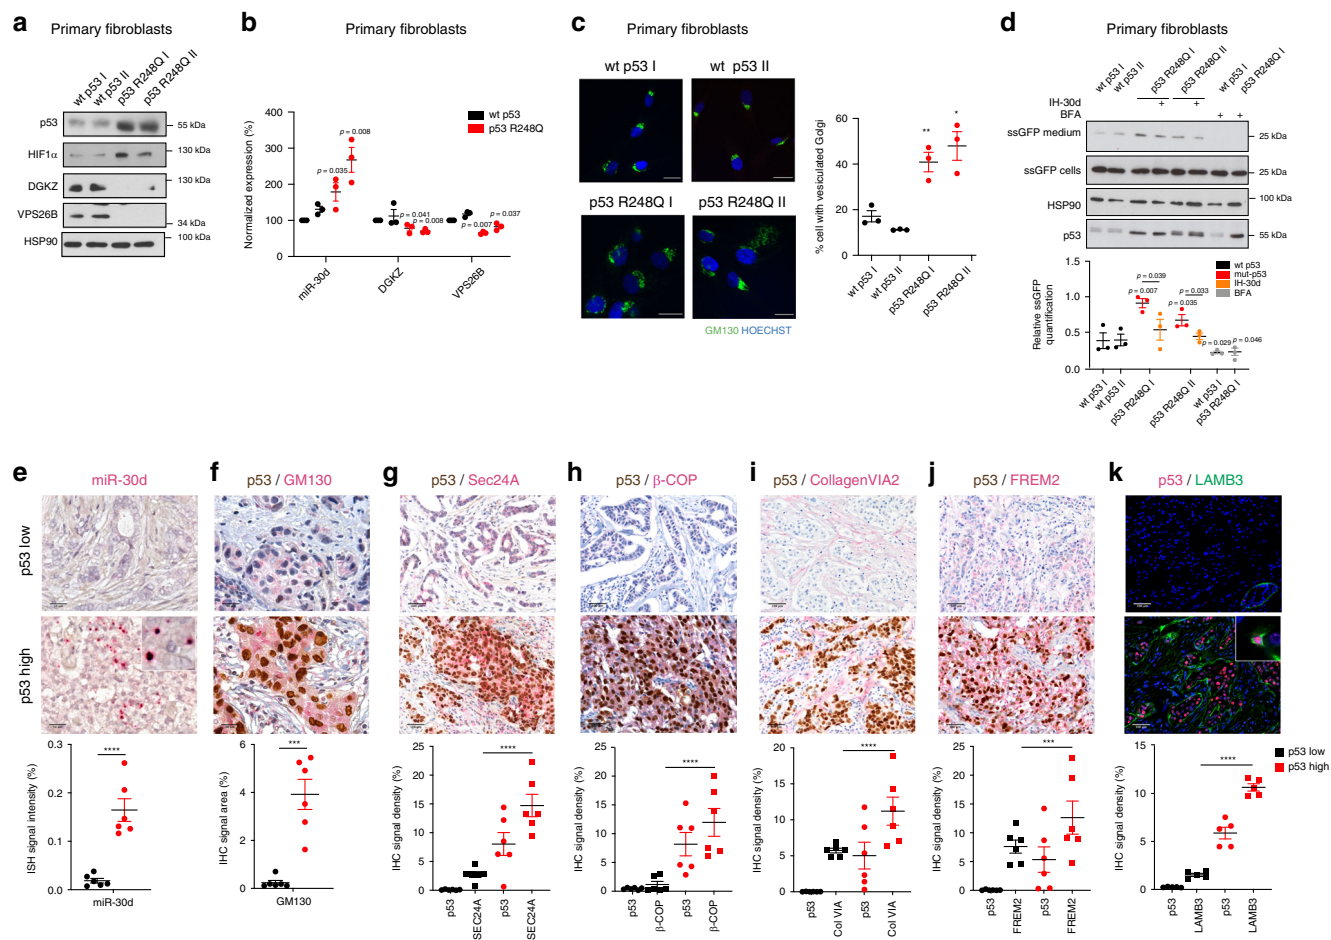 a
Primary fibroblasts
wt p53 I
wt p53 II
p53 R248Q I
p53 R248Q II
p53
55 kDa
HIF1α
130 kDa
DGKZ
130 kDa
VPS26B
34 kDa
HSP90
100 kDa
b
Primary fibroblasts
Normalized expression (%)
400
300
200
100
0
wt p53
p53 R248Q
p = 0.035
p = 0.008
p = 0.041
p = 0.008
p = 0.007
p = 0.037
miR-30d
DGKZ
VPS26B
c
Primary fibroblasts
wt p53 I
wt p53 II
p53 R248Q I
p53 R248Q II
GM130 HOECHST
% cell with vesiculated Golgi
60
40
20
0
**
*
wt p53 I
wt p53 II
p53 R248Q I
p53 R248Q II
d
Primary fibroblasts
wt p53 I
wt p53 II
p53 R248Q I
p53 R248Q II
wt p53 I
p53 R248Q I
IH-30d
+
+
BFA
+
+
ssGFP medium
25 kDa
ssGFP cells
25 kDa
HSP90
100 kDa
p53
55 kDa
Relative ssGFP
quantification
1.5
1.0
0.5
0.0
wt p53
mut-p53
IH-30d
BFA
p = 0.039
p = 0.007
p = 0.033
p = 0.035
p = 0.029
p = 0.046
wt p53 I
wt p53 II
p53 R248Q I
p53 R248Q II
wt p53 I
p53 R248Q I
e
miR-30d
f
p53 / GM130
g
p53 / Sec24A
h
p53 / β-COP
i
p53 / CollagenVIA2
j
p53 / FREM2
k
p53 / LAMB3
p53 low
p53 high
ISH signal intensity (%)
0.3
0.2
0.1
0.0
****
miR-30d
IHC signal area (%)
6
4
2
0
***
GM130
IHC signal density (%)
25
20
15
10
5
0
****
p53
SEC24A
p53
SEC24A
IHC signal density (%)
25
20
15
10
5
0
****
p53
β-COP
p53
β-COP
IHC signal density (%)
20
15
10
5
0
****
p53
Col VIA
p53
Col VIA
IHC signal density (%)
25
20
15
10
5
0
***
p53
FREM2
p53
FREM2
IHC signal density (%)
15
10
5
0
****
p53
LAMB3
p53
LAMB3
p53 low
p53 high